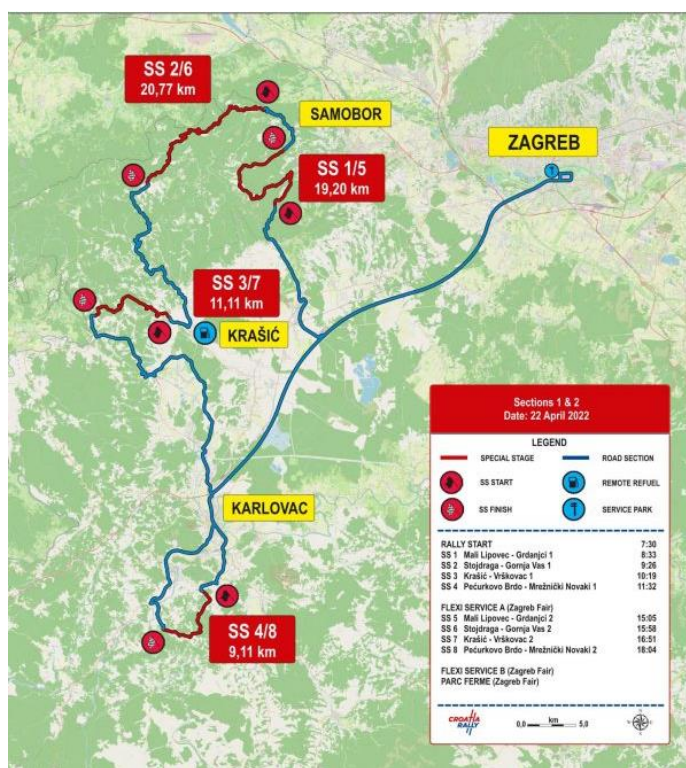 SS 2/6
20,77 km
SAMOBOR
ZAGREB
SS 1/5
19,20 km
SS 3/7
11,11 km
KRAŠIĆ
KARLOVAC
SS 4/8
9,11 km
Sections 1 & 2
Date: 22 April 2022
LEGEND
SPECIAL STAGE
ROAD SECTION
SS START
REMOTE REFUEL
SS FINISH
SERVICE PARK
RALLY START 7:30
SS 1 Mali Lipovec - Grdanjci 1 8:33
SS 2 Stojdraga - Gornja Vas 1 9:26
SS 3 Krašić - Vrškovac 1 10:19
SS 4 Pećurkovo Brdo - Mrežnički Novaki 1 11:32
FLEXI SERVICE A (Zagreb Fair)
SS 5 Mali Lipovec - Grdanjci 2 15:05
SS 6 Stojdraga - Gornja Vas 2 15:58
SS 7 Krašić - Vrškovac 2 16:51
SS 8 Pećurkovo Brdo - Mrežnički Novaki 2 18:04
FLEXI SERVICE B (Zagreb Fair)
PARC FERME (Zagreb Fair)
CROATIA
RALLY
0,0 km 5,0